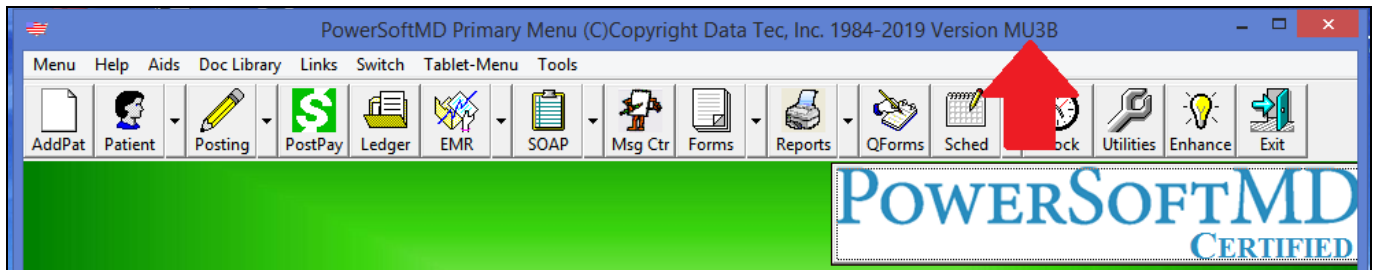 PowerSoftMD Primary Menu (C)Copyright Data Tec, Inc. 1984-2019 Version MU3B
Menu Help Aids Doc Library Links Switch Tablet-Menu Tools
AddPat Patient Posting PostPay Ledger EMR SOAP Msg Ctr Forms Reports QForms Sched ock Utilities Enhance Exit
POWERSOFTMD
CERTIFIED